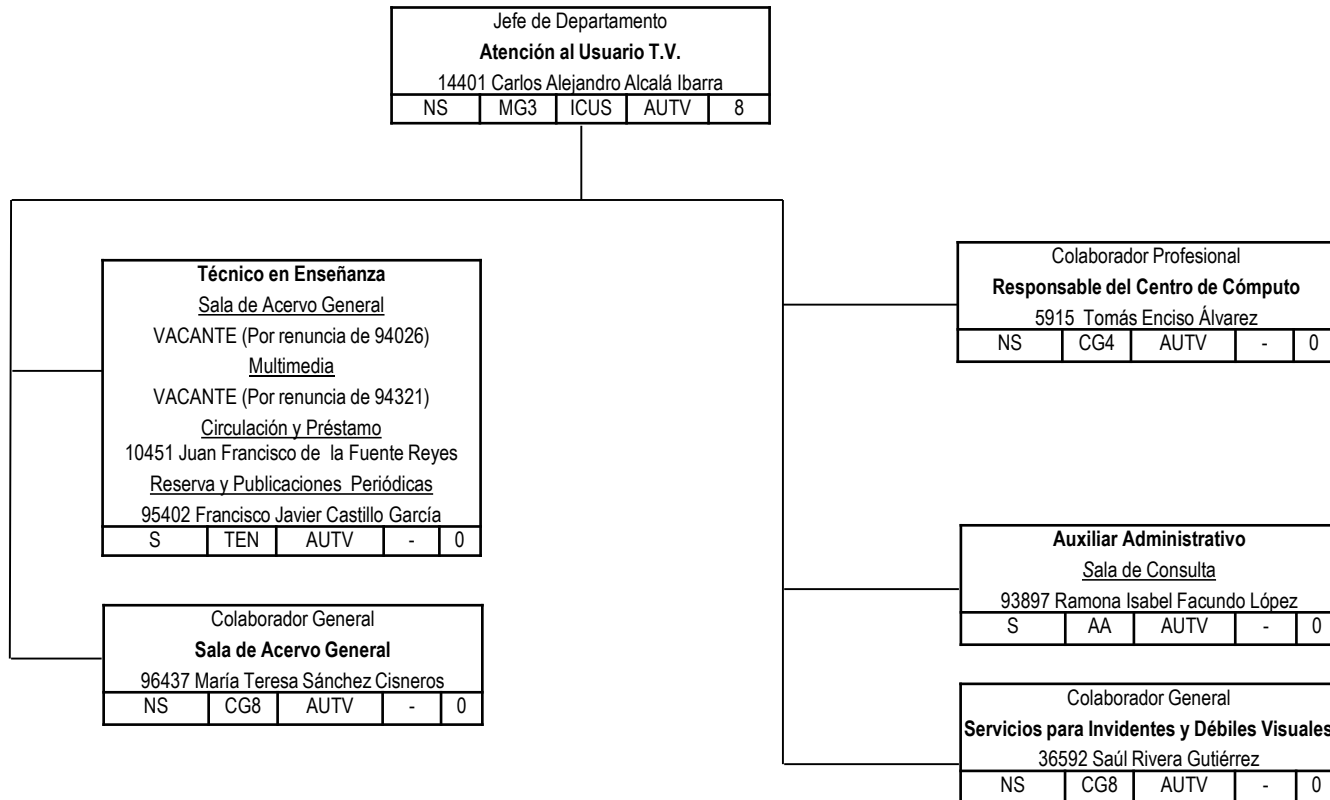 Jefe de Departamento
Atención al Usuario T.V.
14401 Carlos Alejandro Alcalá Ibarra
NS MG3 ICUS AUTV 8
Técnico en Enseñanza
Sala de Acervo General
VACANTE (Por renuncia de 94026)
Multimedia
VACANTE (Por renuncia de 94321)
Circulación y Préstamo
10451 Juan Francisco de la Fuente Reyes
Reserva y Publicaciones Periódicas
95402 Francisco Javier Castillo García
S TEN AUTV - 0
Colaborador General
Sala de Acervo General
96437 María Teresa Sánchez Cisneros
NS CG8 AUTV - 0
Colaborador Profesional
Responsable del Centro de Cómputo
5915 Tomás Enciso Álvarez
NS CG4 AUTV - 0
Auxiliar Administrativo
Sala de Consulta
93897 Ramona Isabel Facundo López
S AA AUTV - 0
Colaborador General
Servicios para Invidentes y Débiles Visuales
36592 Saúl Rivera Gutiérrez
NS CG8 AUTV - 0